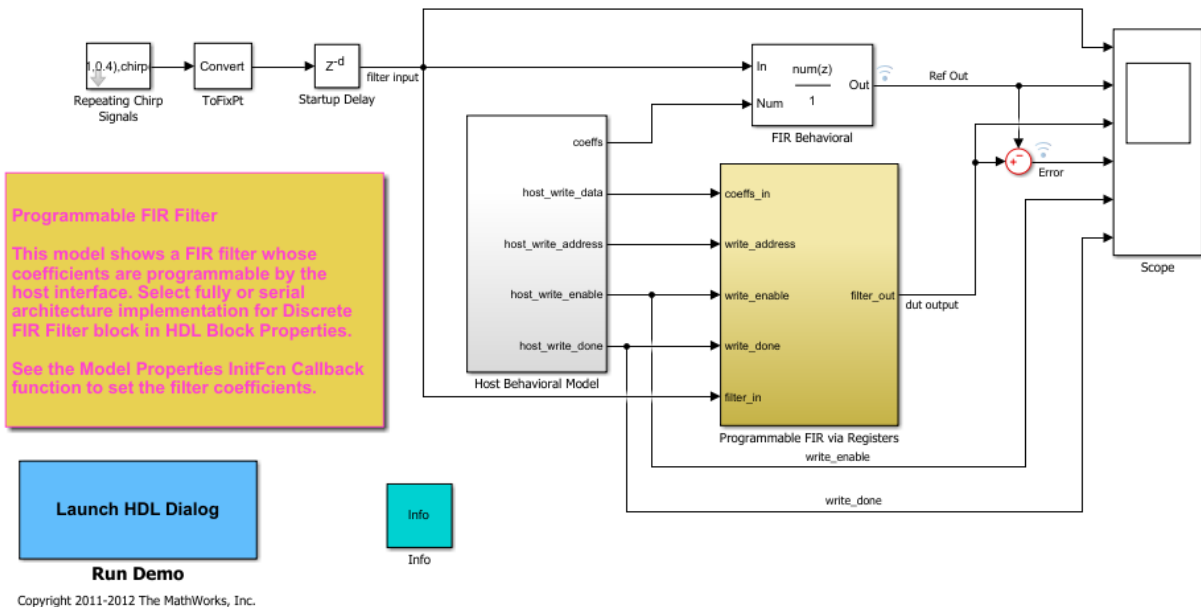 1,0.4),chirp
Repeating Chirp
Signals
Convert
ToFixPt
Z-d
Startup Delay
filter input
In
Num
num(z)
1
Out
FIR Behavioral
Ref Out
Error
Scope
coeffs
host_write_data
host_write_address
host_write_enable
host_write_done
Host Behavioral Model
coeffs_in
write_address
write_enable
write_done
filter_in
filter_out
Programmable FIR via Registers
dut output
write_enable
write_done
Programmable FIR Filter
This model shows a FIR filter whose
coefficients are programmable by the
host interface. Select fully or serial
architecture implementation for Discrete
FIR Filter block in HDL Block Properties.
See the Model Properties InitFcn Callback
function to set the filter coefficients.
Launch HDL Dialog
Run Demo
Info
Info
Copyright 2011-2012 The MathWorks, Inc.